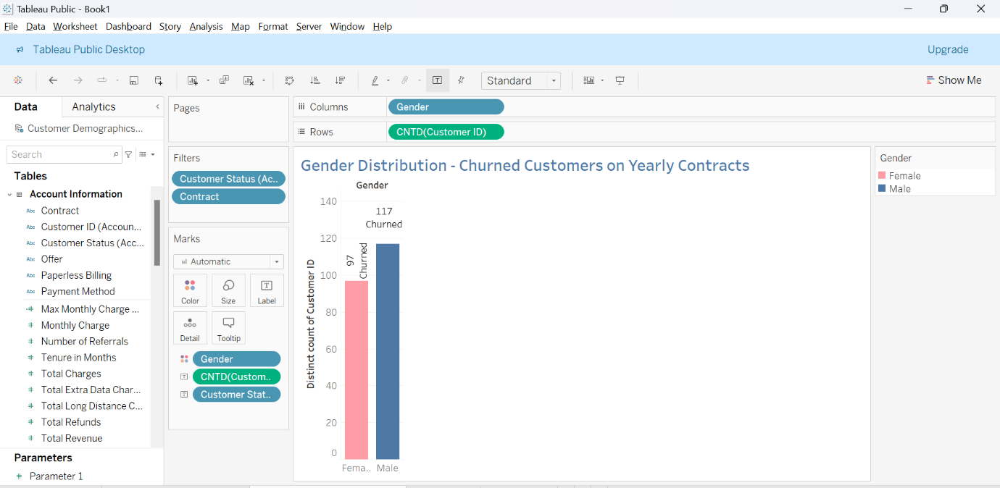 Tableau Public - Book1
File Data Worksheet Dashboard Story Analysis Map Format Server Window Help
Tableau Public Desktop
Upgrade
Standard
Show Me
Data
Analytics
Customer Demographics...
Search
Tables
Account Information
Abc Contract
Abc Customer ID (Accoun...
Abc Customer Status (Acc...
Abc Offer
Abc Paperless Billing
Abc Payment Method
# Max Monthly Charge ...
# Monthly Charge
# Number of Referrals
# Tenure in Months
# Total Charges
# Total Extra Data Char...
# Total Long Distance C...
# Total Refunds
# Total Revenue
Parameters
# Parameter 1
Pages
Filters
Customer Status (Ac..
Contract
Marks
Automatic
Color
Size
T
Label
Detail
Tooltip
Gender
T CNTD(Custom..
T Customer Stat..
Columns
Gender
Rows
CNTD(Customer ID)
Gender Distribution - Churned Customers on Yearly Contracts
Gender
Distinct count of Customer ID
140
120
100
80
60
40
20
0
97
Churned
117
Churned
Fema..
Male
Gender
Female
Male